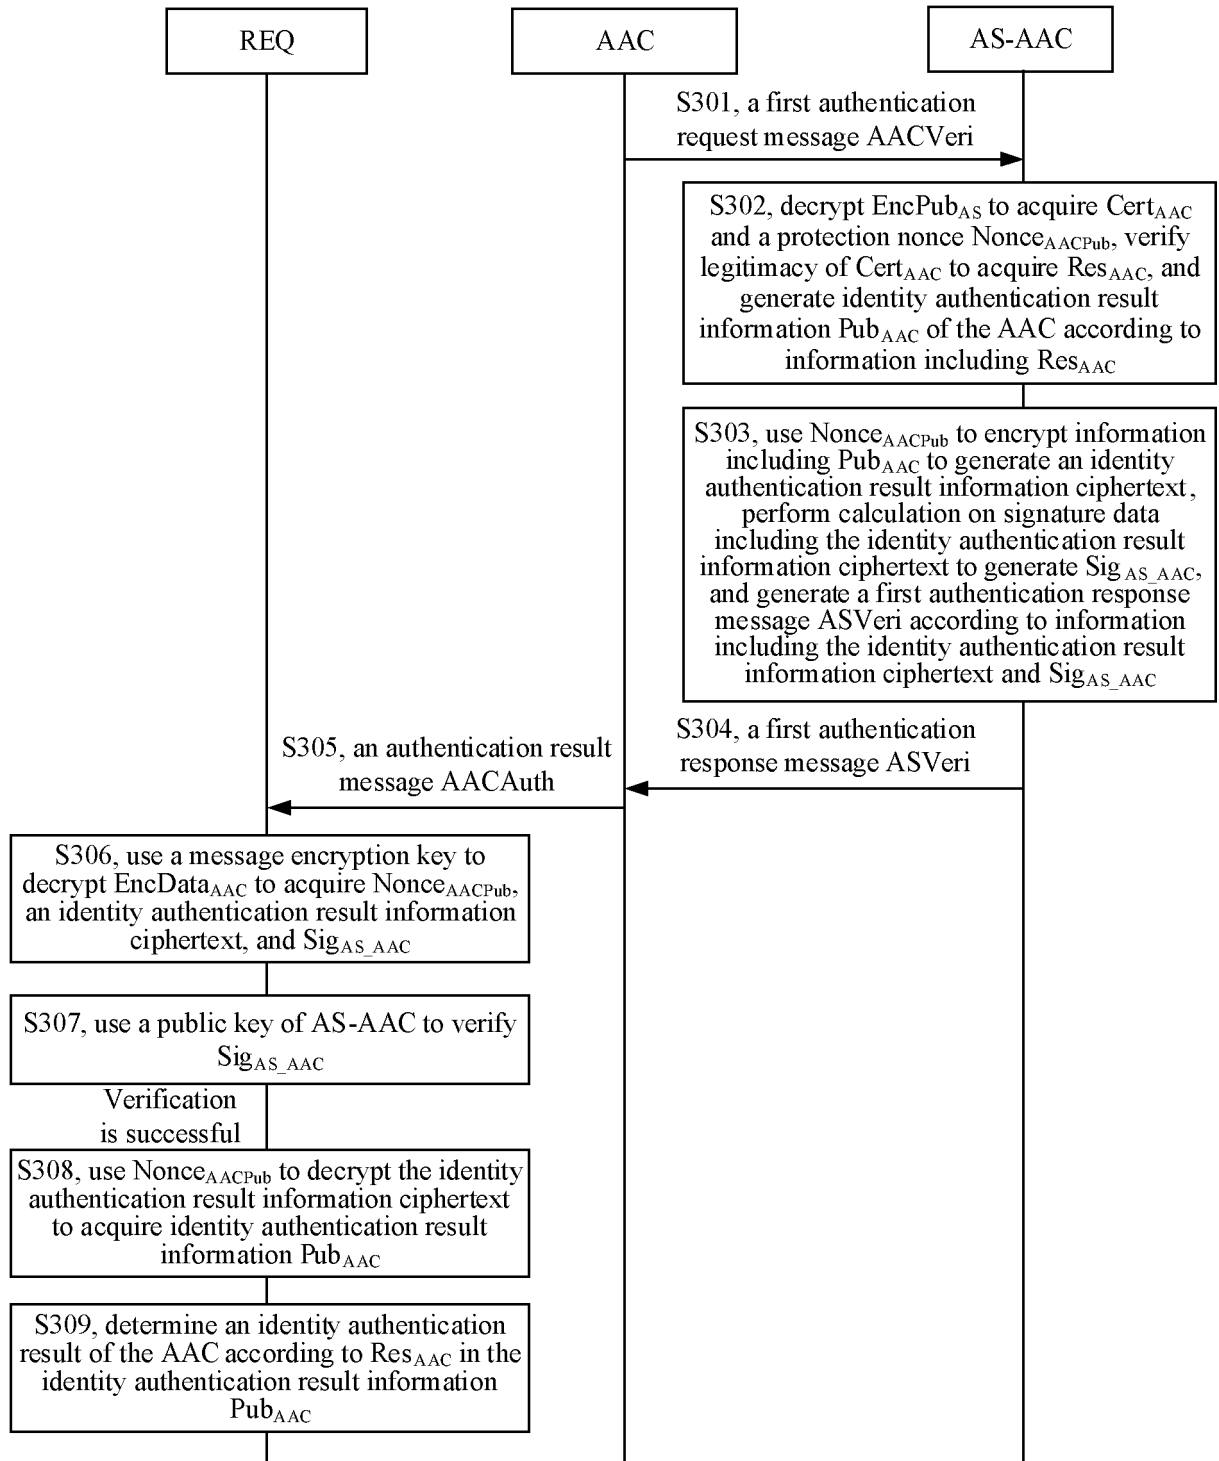 REQ
AAC
AS-AAC
S301, a first authentication
request message AACVeri
S302, decrypt EncPubAS to acquire CertAAC
and a protection nonce NonceAACPub, verify
legitimacy of CertAAC to acquire ResAAC, and
generate identity authentication result
information PubAAC of the AAC according to
information including ResAAC
S303, use NonceAACPub to encrypt information
including PubAAC to generate an identity
authentication result information ciphertext,
perform calculation on signature data
including the identity authentication result
information ciphertext to generate SigAS_AAC,
and generate a first authentication response
message ASVeri according to information
including the identity authentication result
information ciphertext and SigAS_AAC
S304, a first authentication
response message ASVeri
S305, an authentication result
message AACAuth
S306, use a message encryption key to
decrypt EncDataAAC to acquire NonceAACPub,
an identity authentication result information
ciphertext, and SigAS_AAC
S307, use a public key of AS-AAC to verify
SigAS_AAC
Verification
is successful
S308, use NonceAACPub to decrypt the identity
authentication result information ciphertext
to acquire identity authentication result
information PubAAC
S309, determine an identity authentication
result of the AAC according to ResAAC in the
identity authentication result information
PubAAC